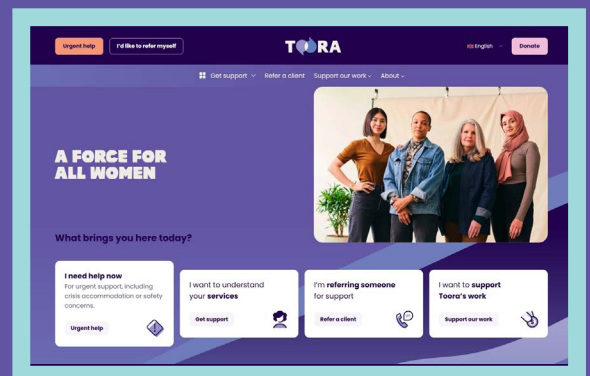 Urgent help
I'd like to refer myself
TOORA
English
Donate
Get support
Refer a client
Support our work
About
A FORCE FOR
ALL WOMEN
What brings you here today?
I need help now
For urgent support, including
crisis accommodation or safety
concerns.
Urgent help
I want to understand
your services
Get support
I'm referring someone
for support
Refer a client
I want to support
Toora's work
Support our work